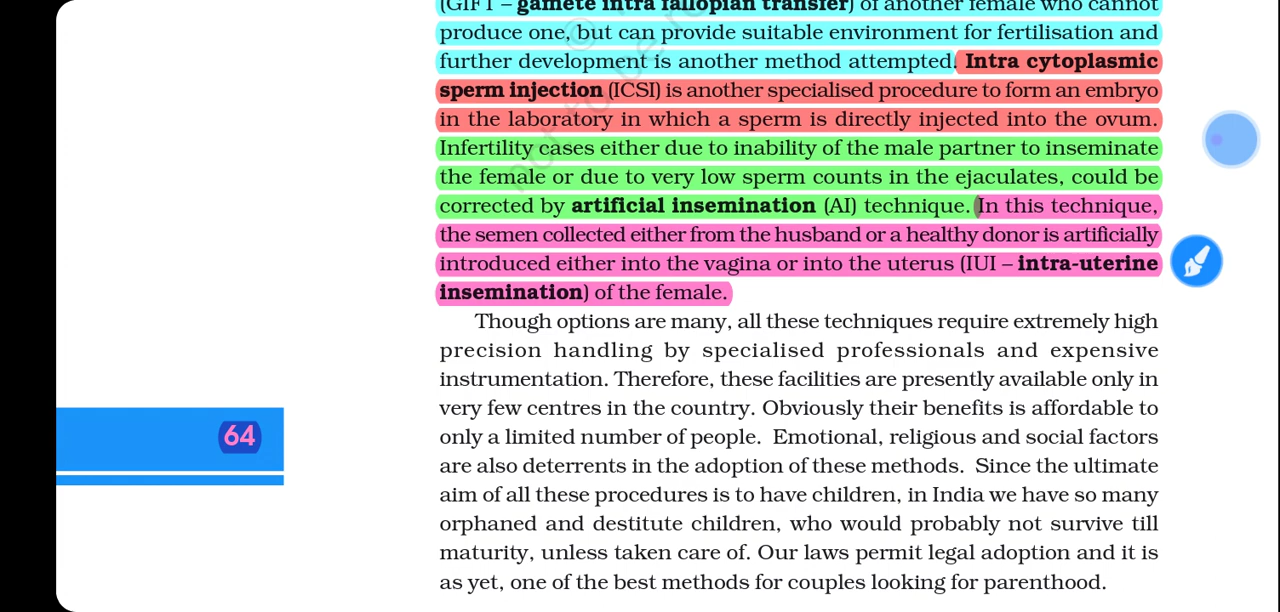 (GIFT – gamete intra fallopian transfer) of another female who cannot
produce one, but can provide suitable environment for fertilisation and
further development is another method attempted. Intra cytoplasmic
sperm injection (ICSI) is another specialised procedure to form an embryo
in the laboratory in which a sperm is directly injected into the ovum.
Infertility cases either due to inability of the male partner to inseminate
the female or due to very low sperm counts in the ejaculates, could be
corrected by artificial insemination (AI) technique. In this technique,
the semen collected either from the husband or a healthy donor is artificially
introduced either into the vagina or into the uterus (IUI – intra-uterine
insemination) of the female.
Though options are many, all these techniques require extremely high
precision handling by specialised professionals and expensive
instrumentation. Therefore, these facilities are presently available only in
very few centres in the country. Obviously their benefits is affordable to
only a limited number of people. Emotional, religious and social factors
are also deterrents in the adoption of these methods. Since the ultimate
aim of all these procedures is to have children, in India we have so many
orphaned and destitute children, who would probably not survive till
maturity, unless taken care of. Our laws permit legal adoption and it is
as yet, one of the best methods for couples looking for parenthood.
64
©
not to be re